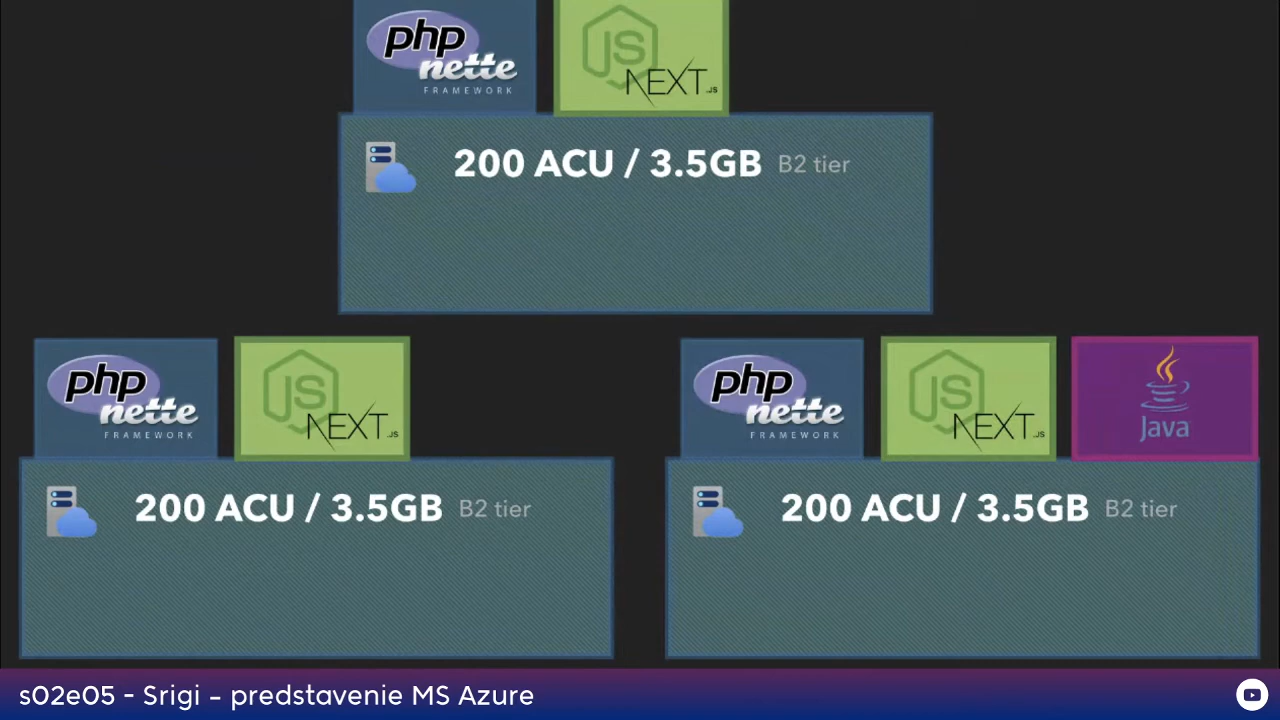 php
nette
FRAMEWORK
JS
NEXT.JS
200 ACU / 3.5GB B2 tier
php
nette
FRAMEWORK
JS
NEXT.JS
200 ACU / 3.5GB B2 tier
php
nette
FRAMEWORK
JS
NEXT.JS
Java
200 ACU / 3.5GB B2 tier
s02e05 - Srigi - predstavenie MS Azure